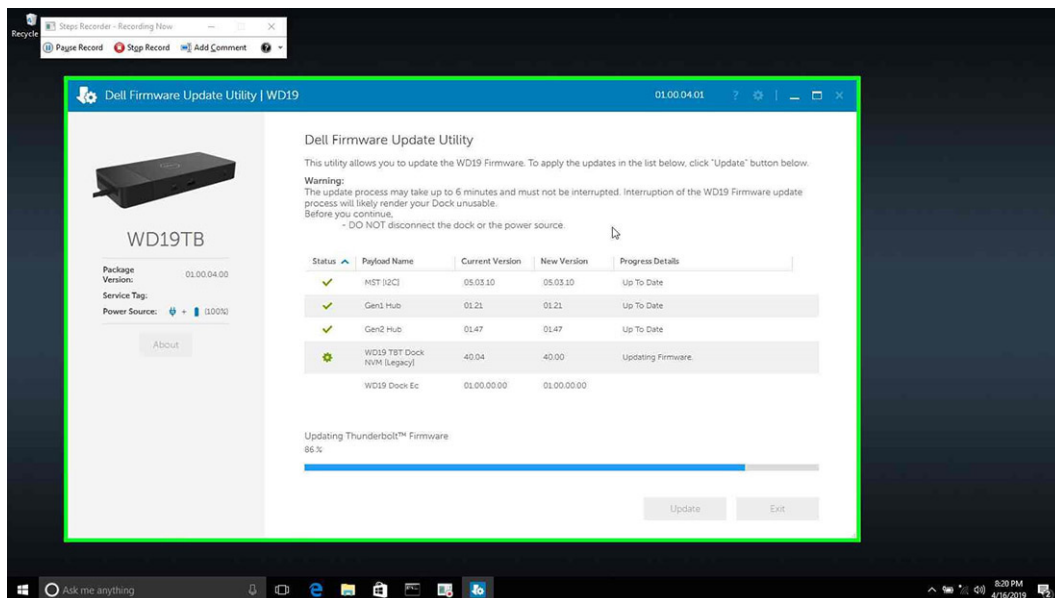 Steps Recorder - Recording Now
Recycle
Pause Record Stop Record Add Comment
Dell Firmware Update Utility | WD19 01.00.04.01 ?
Dell Firmware Update Utility
This utility allows you to update the WD19 Firmware. To apply the updates in the list below, click "Update" button below.
Warning:
The update process may take up to 6 minutes and must not be interrupted. Interruption of the WD19 Firmware update
process will likely render your Dock unusable.
Before you continue,
- DO NOT disconnect the dock or the power source.
WD19TB
Package Version: 01.00.04.00
Service Tag:
Power Source: + (100%)
About
Status Payload Name Current Version New Version Progress Details
MST [I2C] 05.03.10 05.03.10 Up To Date
Gen1 Hub 01.21 01.21 Up To Date
Gen2 Hub 01.47 01.47 Up To Date
WD19 TBT Dock NVM [Legacy] 40.04 40.00 Updating Firmware.
WD19 Dock Ec 01.00.00.00 01.00.00.00
Updating Thunderbolt™ Firmware
86 %
Update Exit
Ask me anything
8:20 PM
4/16/2019